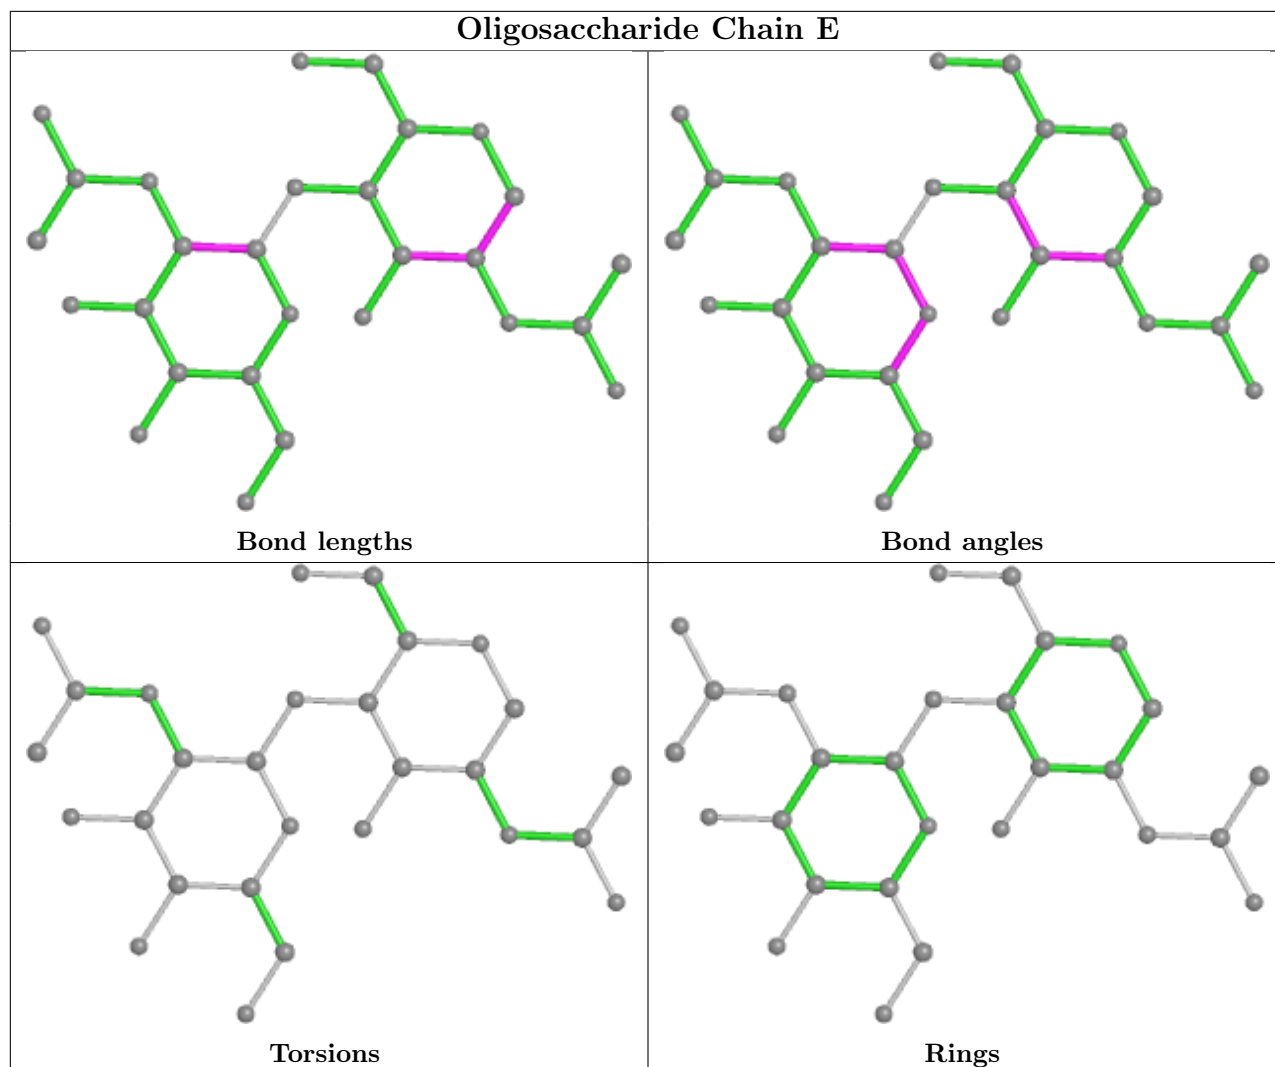 Oligosaccharide Chain E
Bond lengths
Bond angles
Torsions
Rings